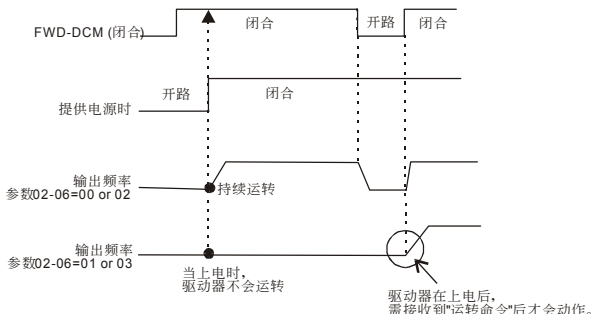 闭合 开路 闭合
FWD-DCM (闭合)
开路 闭合
提供电源时
输出频率
参数02-06=00 or 02
持续运转
输出频率
参数02-06=01 or 03
当上电时,
驱动器不会运转
驱动器在上电后,
需接收到"运转命令"后才会动作。